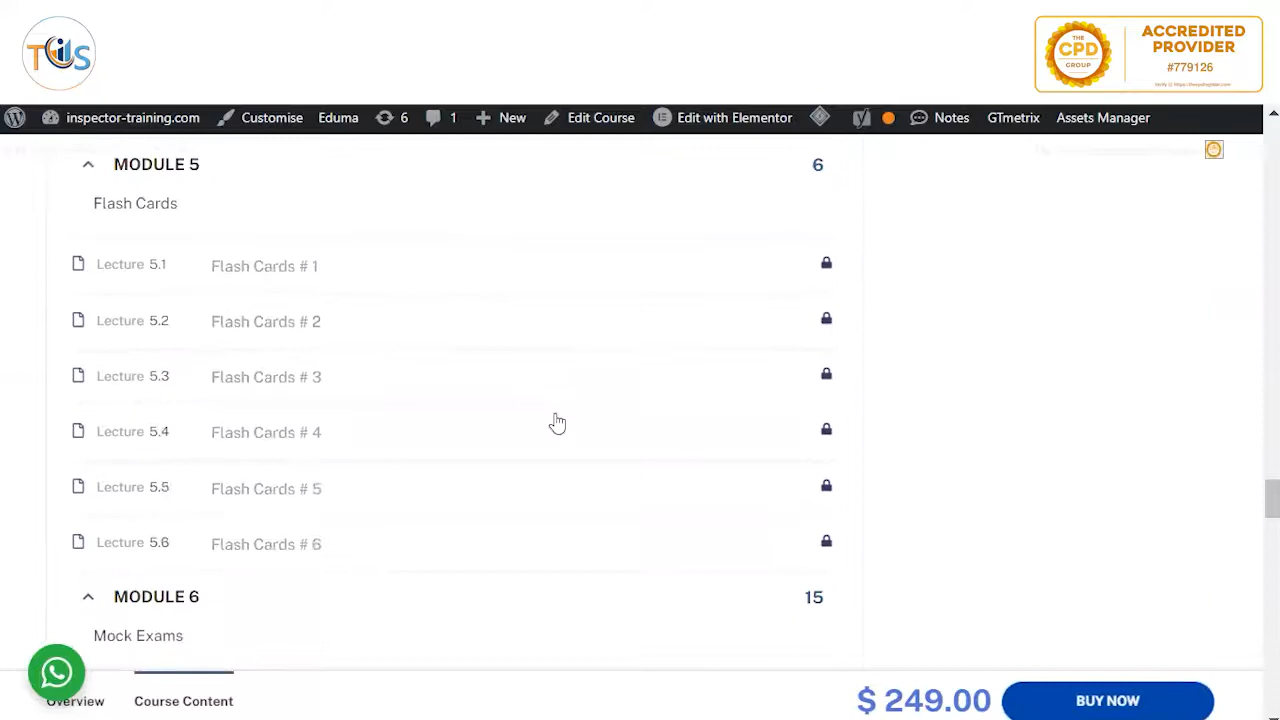 TIS
THE
CPD
GROUP
ACCREDITED
PROVIDER
#779126
inspector-training.com
Customise
Eduma
6
1
New
Edit Course
Edit with Elementor
Notes
GTmetrix
Assets Manager
MODULE 5
6
Flash Cards
Lecture 5.1
Flash Cards # 1
Lecture 5.2
Flash Cards # 2
Lecture 5.3
Flash Cards # 3
Lecture 5.4
Flash Cards # 4
Lecture 5.5
Flash Cards # 5
Lecture 5.6
Flash Cards # 6
MODULE 6
15
Mock Exams
Overview
Course Content
$ 249.00
BUY NOW